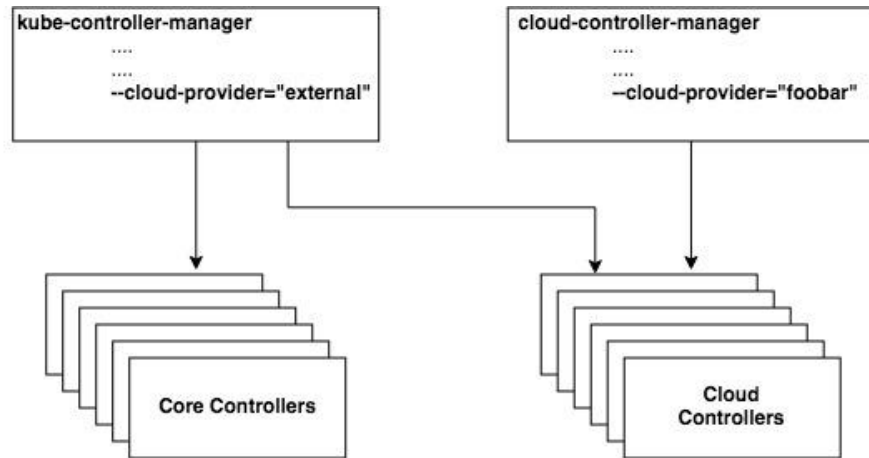 kube-controller-manager
....
....
--cloud-provider="external"
cloud-controller-manager
....
....
--cloud-provider="foobar"
Core Controllers
Cloud
Controllers